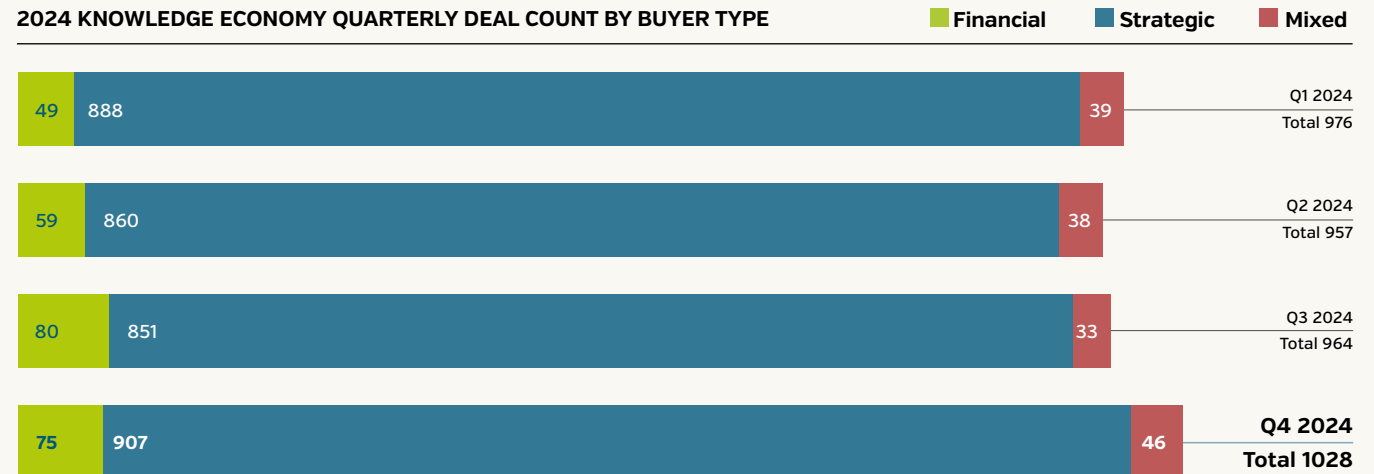 2024 KNOWLEDGE ECONOMY QUARTERLY DEAL COUNT BY BUYER TYPE
Financial Strategic Mixed
49 888 39
Q1 2024
Total 976
59 860 38
Q2 2024
Total 957
80 851 33
Q3 2024
Total 964
75 907 46
Q4 2024
Total 1028